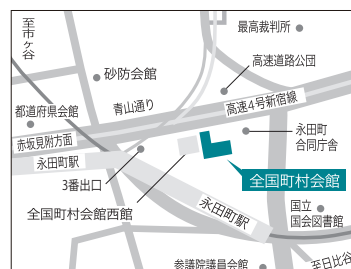 至市ケ谷
最高裁判所
砂防会館
高速道路公団
都道府県会館
青山通り
高速4号新宿線
赤坂見附方面
永田町
合同庁舎
永田町駅
3番出口
全国町村会館
全国町村会館西館
永田町駅
国立
国会図書館
参議院議員会館
至日比谷